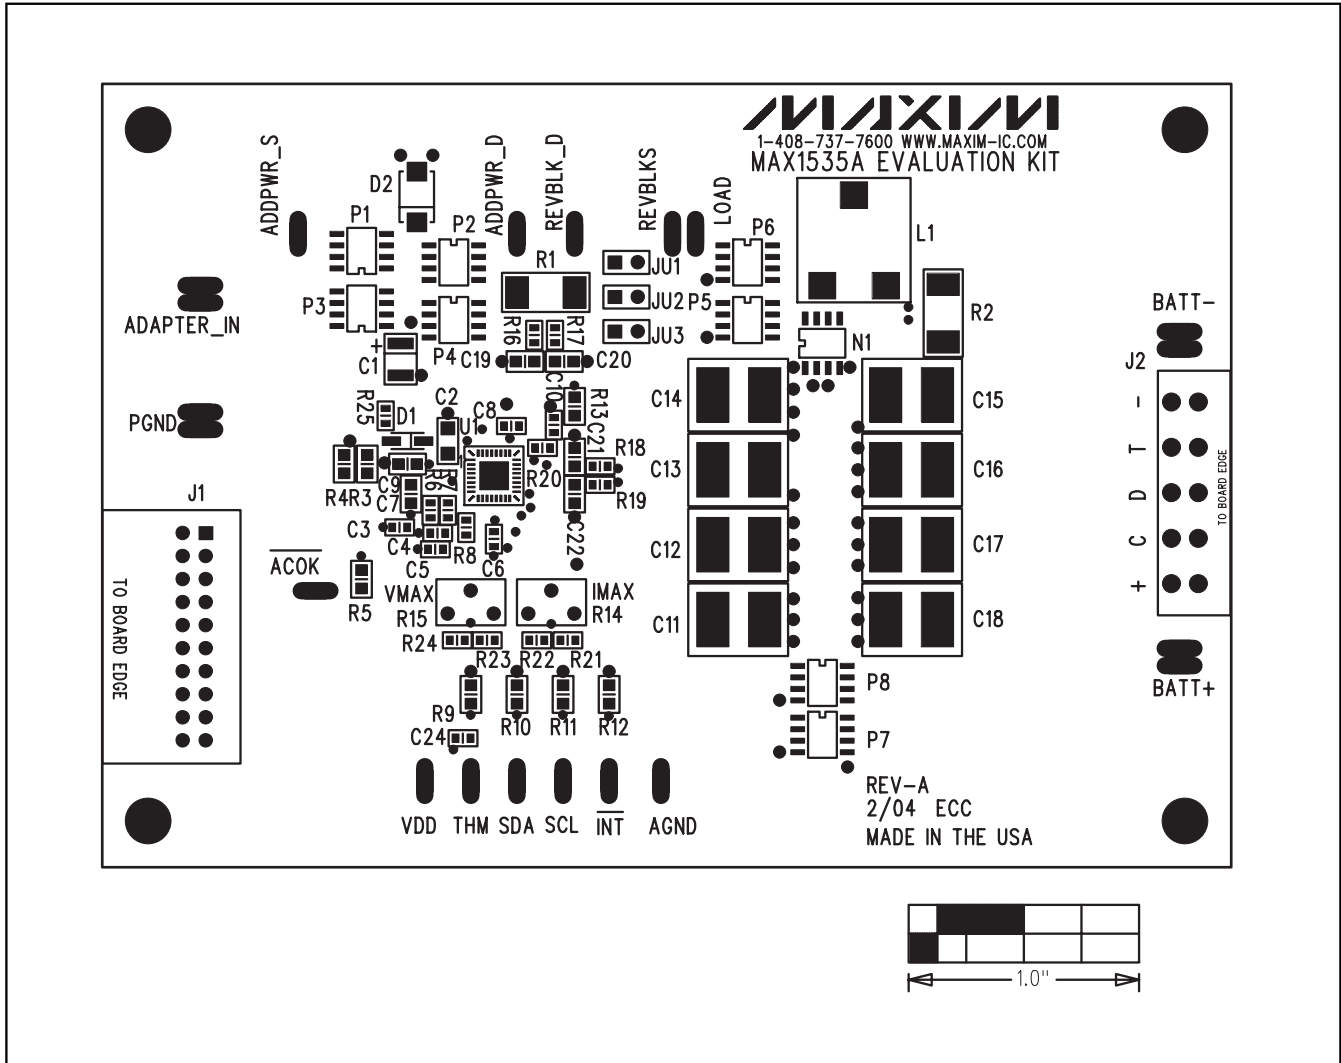 MAXIM
1-408-737-7600 WWW.MAXIM-IC.COM
MAX1535A EVALUATION KIT
ADDPWR_S
D2
ADDPWR_D
REVBLK_D
REVBLKS
LOAD
P1
P2
P6
L1
R1
JU1
P3
JU2
P5
BATT-
ADAPTER_IN
R16
R17
JU3
R2
+
C1
P4
C19
C20
N1
J2
R25
C2
C10
R13
C14
C15
-
PGND
D1
U1
C8
C21
R18
T
R4
R3
C9
R6
R7
1
R20
R19
C13
C16
TO BOARD EDGE
J1
C7
D
C3
C4
C5
R8
C6
C22
C12
C17
C
ACOK
R5
VMAX
IMAX
+
R15
R14
C11
C18
TO BOARD EDGE
R24
R23
R22
R21
P8
BATT+
R9
R10
R11
R12
C24
P7
VDD
THM
SDA
SCL
INT
AGND
REV-A
2/04 ECC
MADE IN THE USA
1.0"